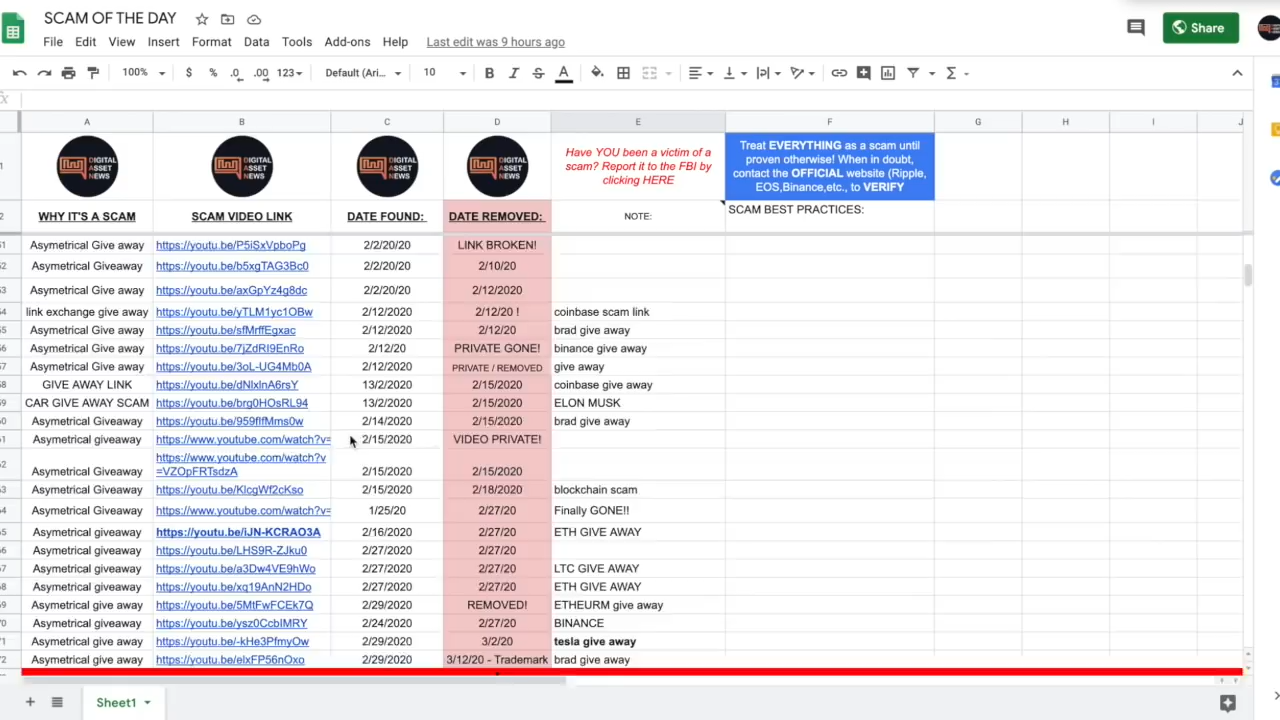 SCAM OF THE DAY
File Edit View Insert Format Data Tools Add-ons Help Last edit was 9 hours ago
Share
100% $ % .0 .00 123 Default (Ari... 10 B I S A
A B C D E F G H I J
DIGITAL ASSET NEWS DIGITAL ASSET NEWS DIGITAL ASSET NEWS DIGITAL ASSET NEWS
Have YOU been a victim of a
scam? Report it to the FBI by
clicking HERE
Treat EVERYTHING as a scam until
proven otherwise! When in doubt,
contact the OFFICIAL website (Ripple,
EOS,Binance,etc., to VERIFY
WHY IT'S A SCAM SCAM VIDEO LINK DATE FOUND: DATE REMOVED: NOTE: SCAM BEST PRACTICES:
Asymetrical Give away https://youtu.be/P5iSxVpboPg 2/2/20/20 LINK BROKEN!
Asymetrical Giveaway https://youtu.be/b5xgTAG3Bc0 2/2/20/20 2/10/20
Asymetrical Giveaway https://youtu.be/axGpYz4g8dc 2/2/20/20 2/12/2020
link exchange give away https://youtu.be/yTLM1yc1OBw 2/12/2020 2/12/20 ! coinbase scam link
Asymetrical Give away https://youtu.be/sfMrffEgxac 2/12/2020 2/12/20 brad give away
Asymetrical Give away https://youtu.be/7jZdRI9EnRo 2/12/20 PRIVATE GONE! binance give away
Asymetrical Give away https://youtu.be/3oL-UG4Mb0A 2/12/2020 PRIVATE / REMOVED give away
GIVE AWAY LINK https://youtu.be/dNlxlnA6rsY 13/2/2020 2/15/2020 coinbase give away
CAR GIVE AWAY SCAM https://youtu.be/brg0HOsRL94 13/2/2020 2/15/2020 ELON MUSK
Asymetrical Giveaway https://youtu.be/959fIfMms0w 2/14/2020 2/15/2020 brad give away
Asymetrical giveaway https://www.youtube.com/watch?v= 2/15/2020 VIDEO PRIVATE!
https://www.youtube.com/watch?v
Asymetrical Giveaway =VZOpFRTsdzA 2/15/2020 2/15/2020
Asymetrical Giveaway https://youtu.be/KlcgWf2cKso 2/15/2020 2/18/2020 blockchain scam
Asymetrical Giveaway https://www.youtube.com/watch?v= 1/25/20 2/27/20 Finally GONE!!
Asymetrical giveaway https://youtu.be/iJN-KCRAO3A 2/16/2020 2/27/20 ETH GIVE AWAY
Asymetrical giveaway https://youtu.be/LHS9R-ZJku0 2/27/2020 2/27/20
Asymetrical giveaway https://youtu.be/a3Dw4VE9hWo 2/27/2020 2/27/20 LTC GIVE AWAY
Asymetrical giveaway https://youtu.be/xq19AnN2HDo 2/27/2020 2/27/20 ETH GIVE AWAY
Asymetrical give away https://youtu.be/5MtFwFCEk7Q 2/29/2020 REMOVED! ETHEURM give away
Asymetrical give away https://youtu.be/ysz0CcbIMRY 2/24/2020 2/27/20 BINANCE
Asymetrical give away https://youtu.be/-kHe3PfmyOw 2/29/2020 3/2/20 tesla give away
Asymetrical give away https://youtu.be/elxFP56nOxo 2/29/2020 3/12/20 - Trademark brad give away
Sheet1